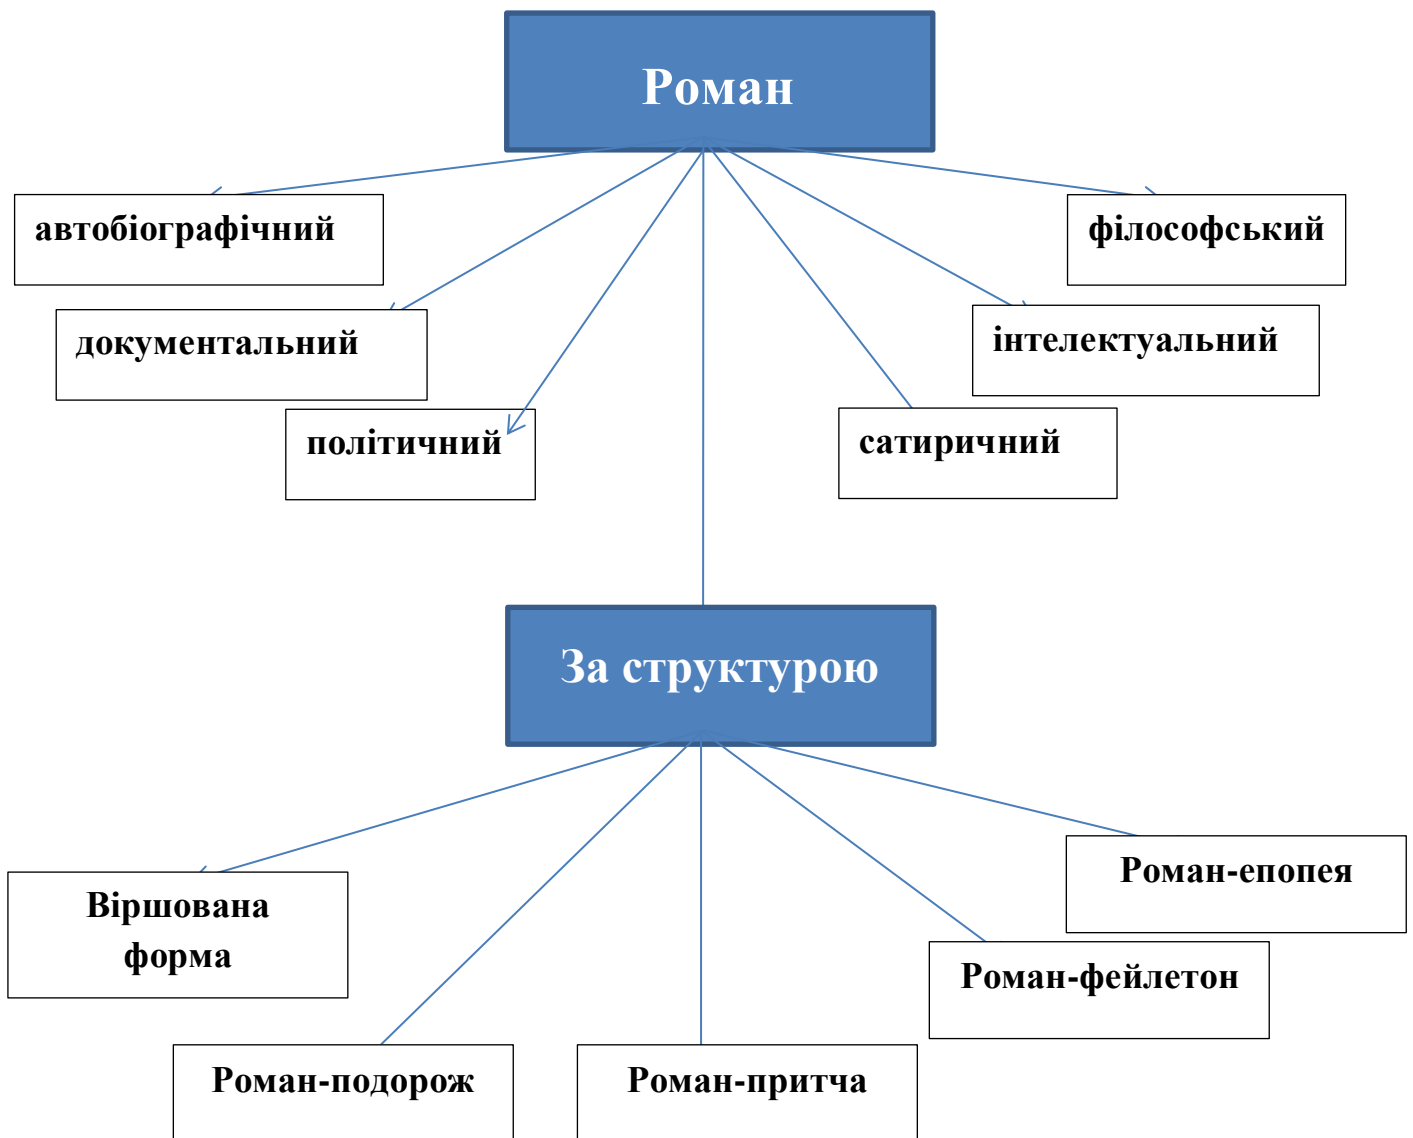 Роман
автобіографічний
філософський
документальний
інтелектуальний
політичний
сатиричний
За структурою
Віршована
форма
Роман-епопея
Роман-фейлетон
Роман-подорож
Роман-притча